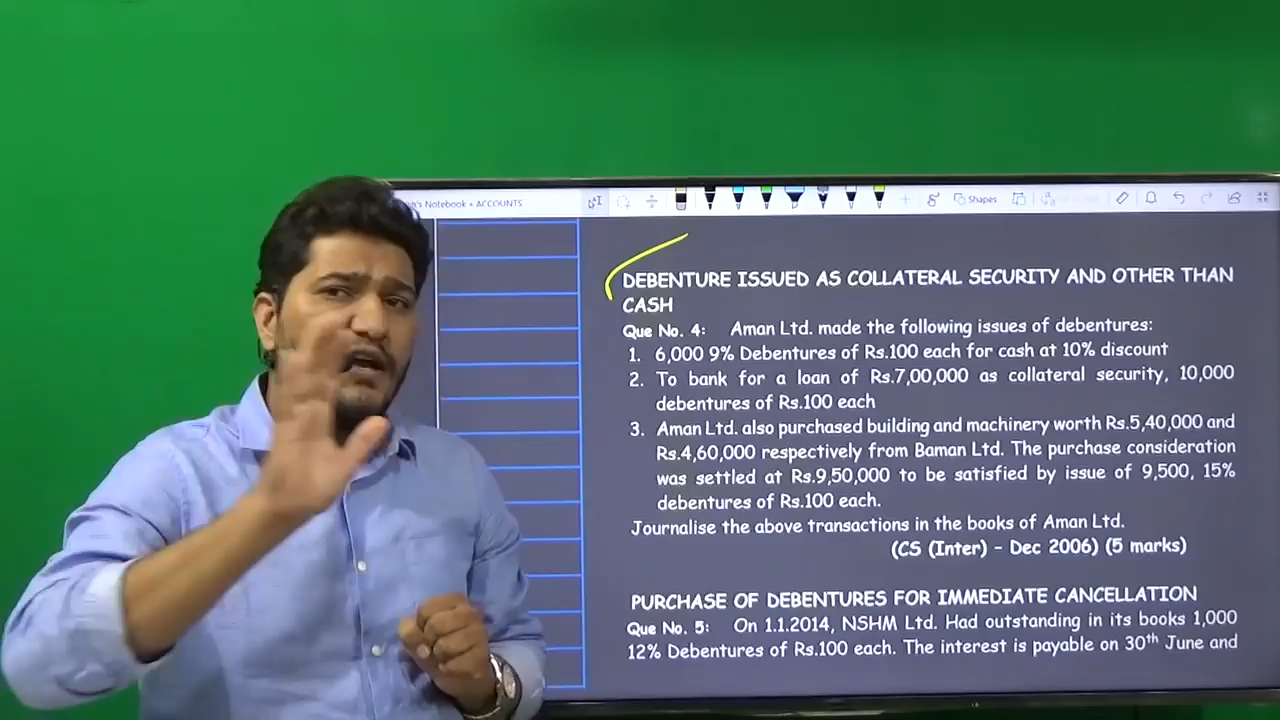 Notebook • ACCOUNTS
Shapes
DEBENTURE ISSUED AS COLLATERAL SECURITY AND OTHER THAN
CASH
Que No. 4: Aman Ltd. made the following issues of debentures:
1. 6,000 9% Debentures of Rs.100 each for cash at 10% discount
2. To bank for a loan of Rs.7,00,000 as collateral security, 10,000
debentures of Rs.100 each
3. Aman Ltd. also purchased building and machinery worth Rs.5,40,000 and
Rs.4,60,000 respectively from Baman Ltd. The purchase consideration
was settled at Rs.9,50,000 to be satisfied by issue of 9,500, 15%
debentures of Rs.100 each.
Journalise the above transactions in the books of Aman Ltd.
(CS (Inter) – Dec 2006) (5 marks)
PURCHASE OF DEBENTURES FOR IMMEDIATE CANCELLATION
Que No. 5: On 1.1.2014, NSHM Ltd. Had outstanding in its books 1,000
12% Debentures of Rs.100 each. The interest is payable on 30th June and